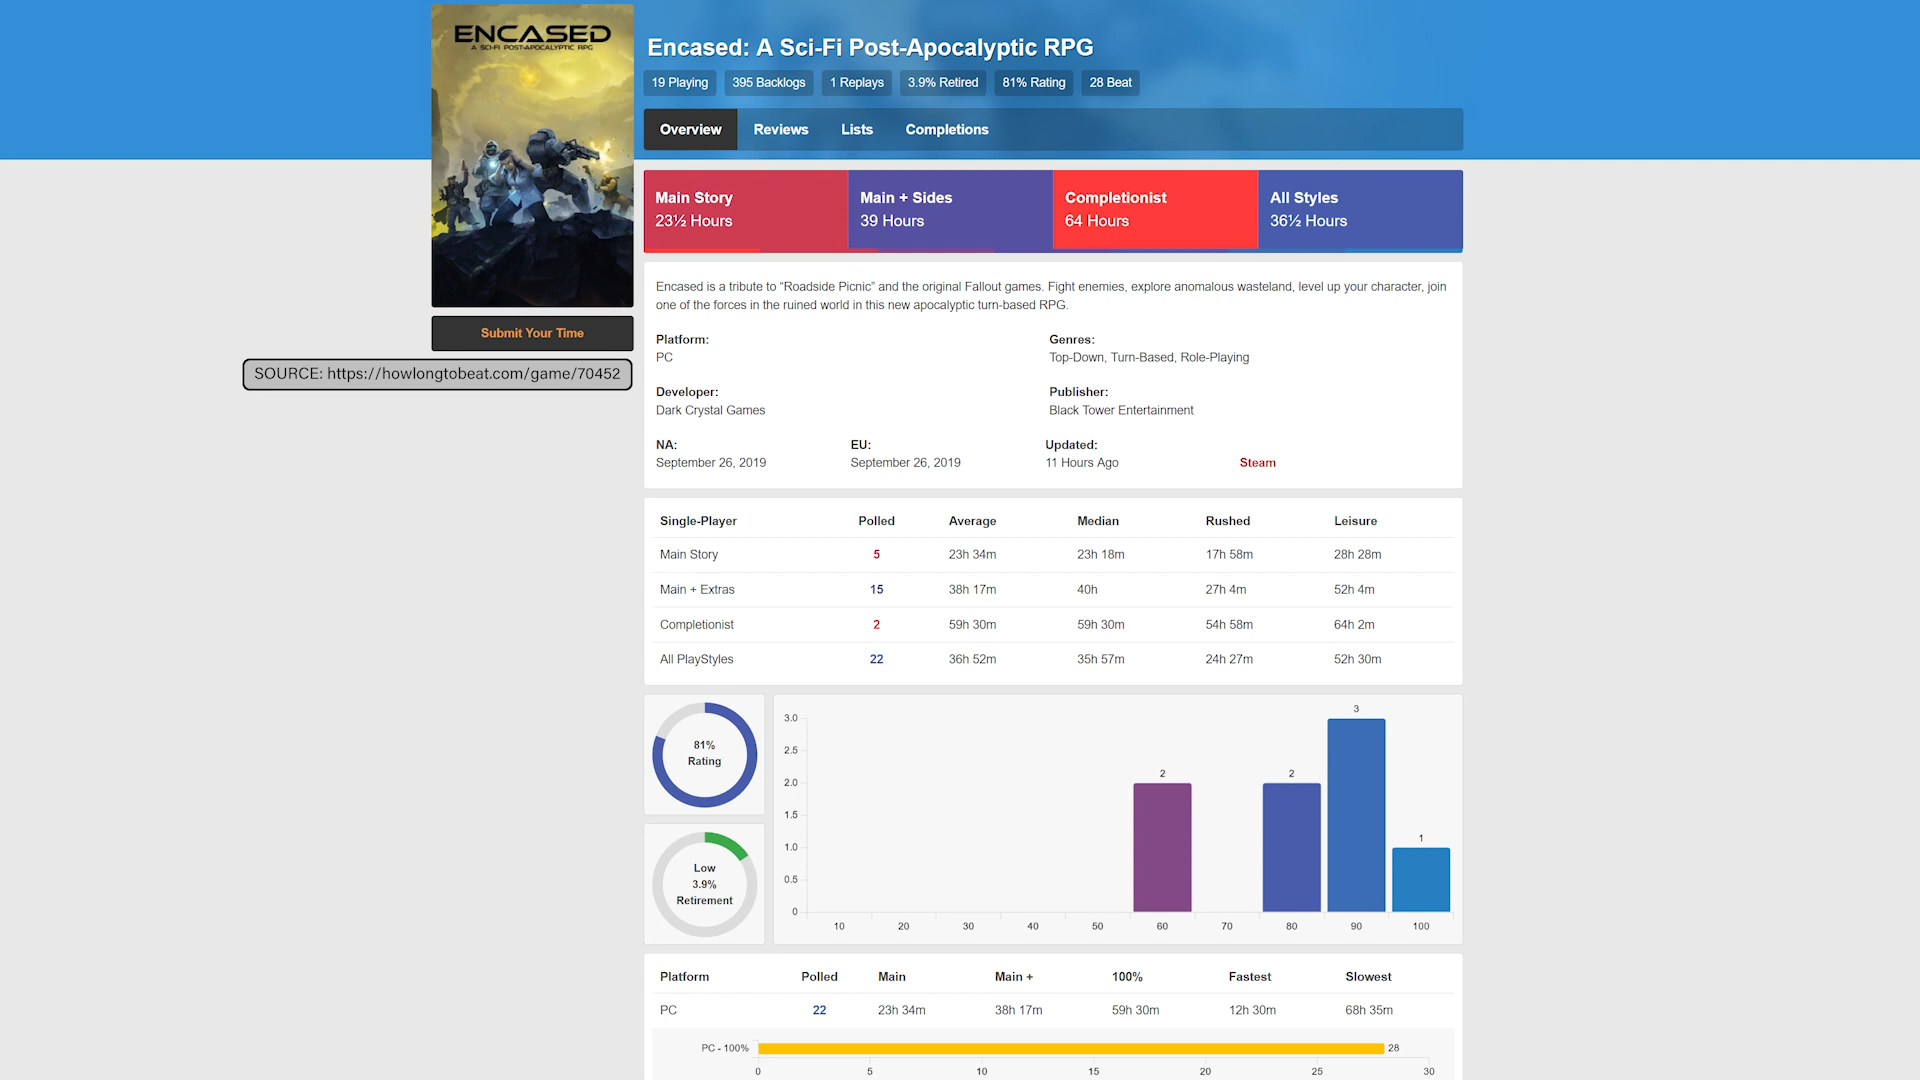 ENCASED
A SCI-FI POST-APOCALYPTIC RPG
Encased: A Sci-Fi Post-Apocalyptic RPG
19 Playing 395 Backlogs 1 Replays 3.9% Retired 81% Rating 28 Beat
Overview Reviews Lists Completions
Main Story Main + Sides Completionist All Styles
23½ Hours 39 Hours 64 Hours 36½ Hours
Encased is a tribute to “Roadside Picnic” and the original Fallout games. Fight enemies, explore anomalous wasteland, level up your character, join
one of the forces in the ruined world in this new apocalyptic turn-based RPG.
Submit Your Time
SOURCE: https://howlongtobeat.com/game/70452
Platform: Genres:
PC Top-Down, Turn-Based, Role-Playing
Developer: Publisher:
Dark Crystal Games Black Tower Entertainment
NA: EU: Updated:
September 26, 2019 September 26, 2019 11 Hours Ago Steam
Single-Player Polled Average Median Rushed Leisure
Main Story 5 23h 34m 23h 18m 17h 58m 28h 28m
Main + Extras 15 38h 17m 40h 27h 4m 52h 4m
Completionist 2 59h 30m 59h 30m 54h 58m 64h 2m
All PlayStyles 22 36h 52m 35h 57m 24h 27m 52h 30m
81%
Rating
Low
3.9%
Retirement
3
3.0
2.5
2 2
2.0
1.5
1
1.0
0.5
0
10 20 30 40 50 60 70 80 90 100
Platform Polled Main Main + 100% Fastest Slowest
PC 22 23h 34m 38h 17m 59h 30m 12h 30m 68h 35m
PC - 100% 28
0 5 10 15 20 25 30